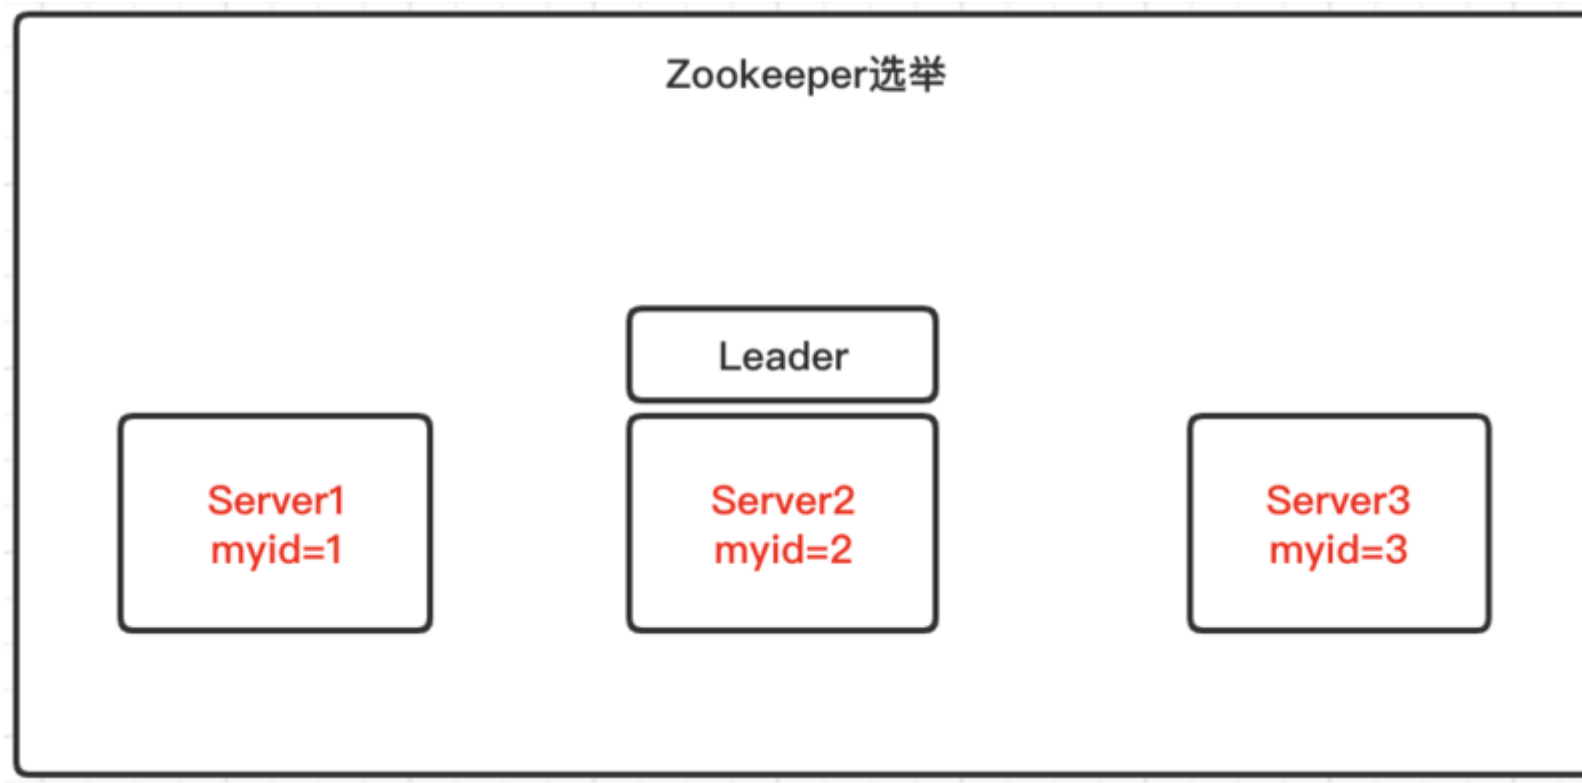 Zookeeper选举
Leader
Server1
myid=1
Server2
myid=2
Server3
myid=3